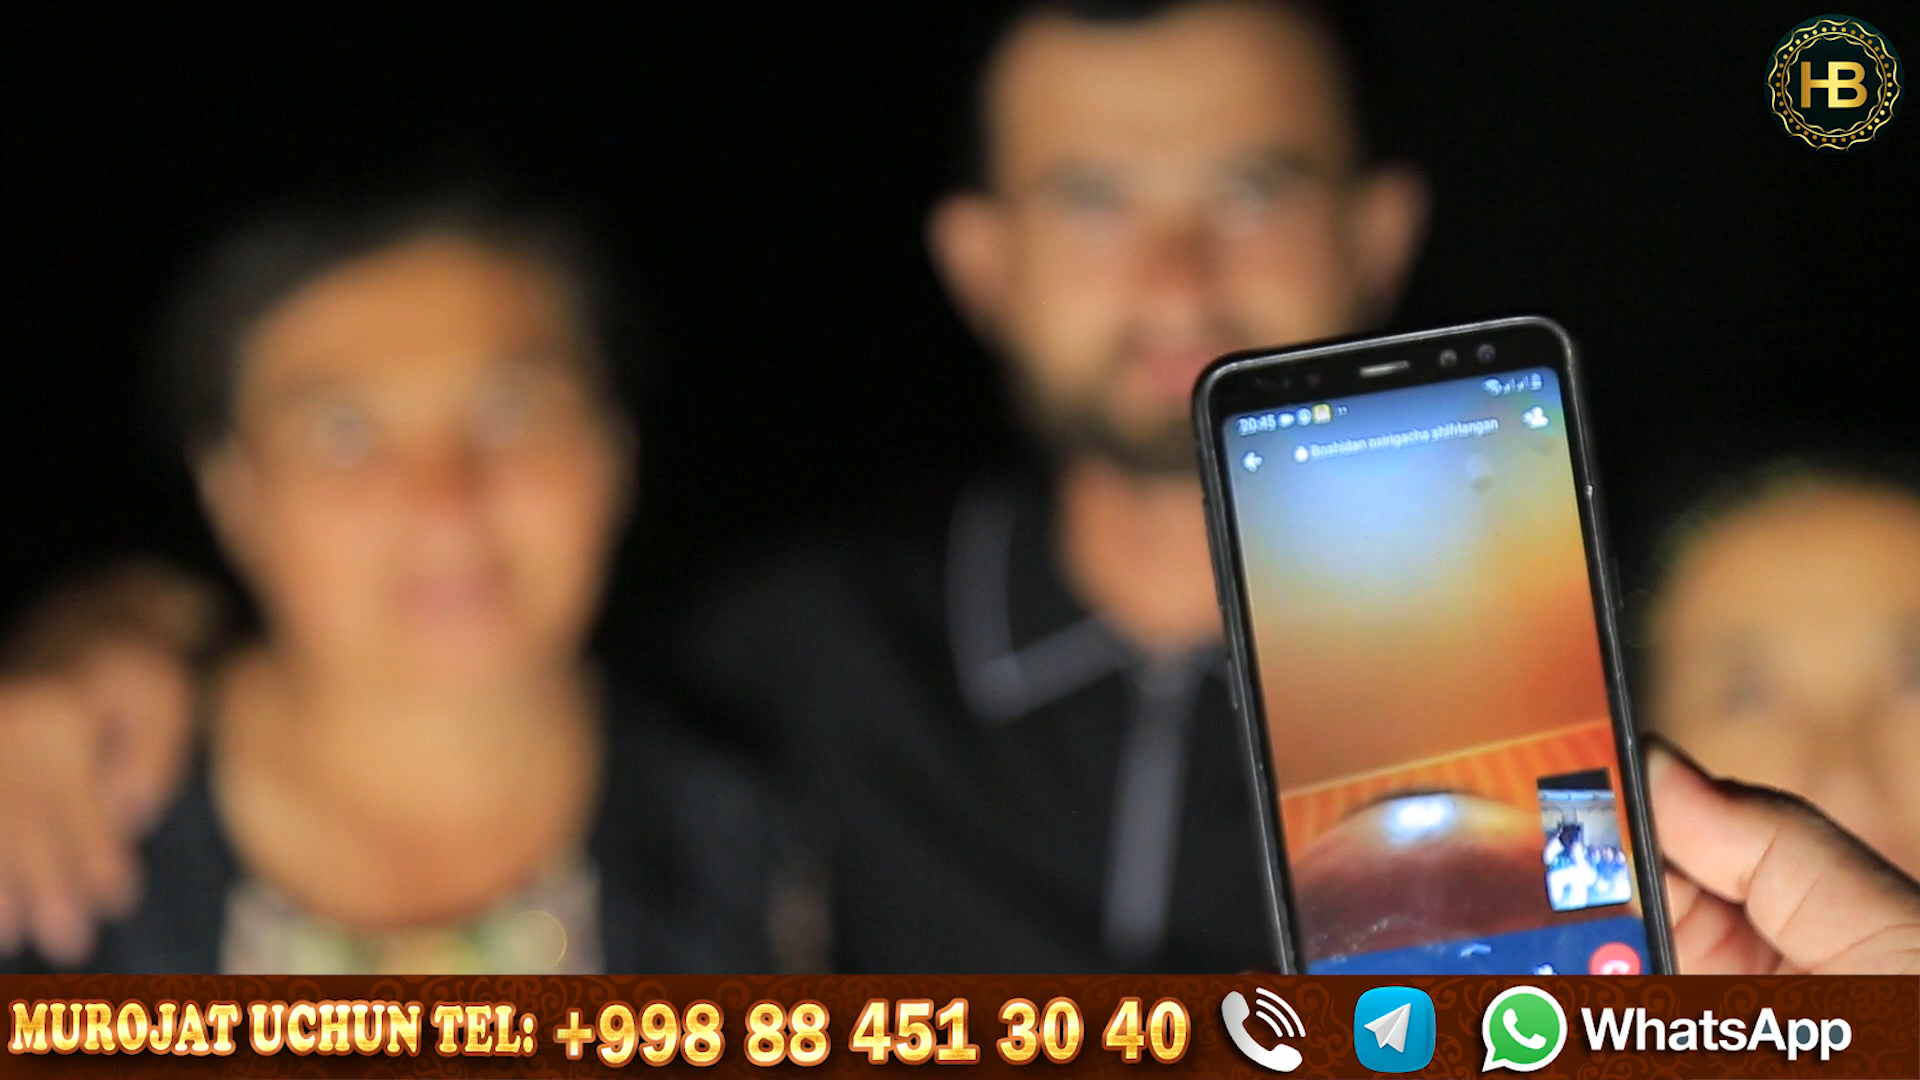 HB
20:45
Boshidan oxirigacha shifrlangan
MUROJAT UCHUN TEL: +998 88 451 30 40
WhatsApp